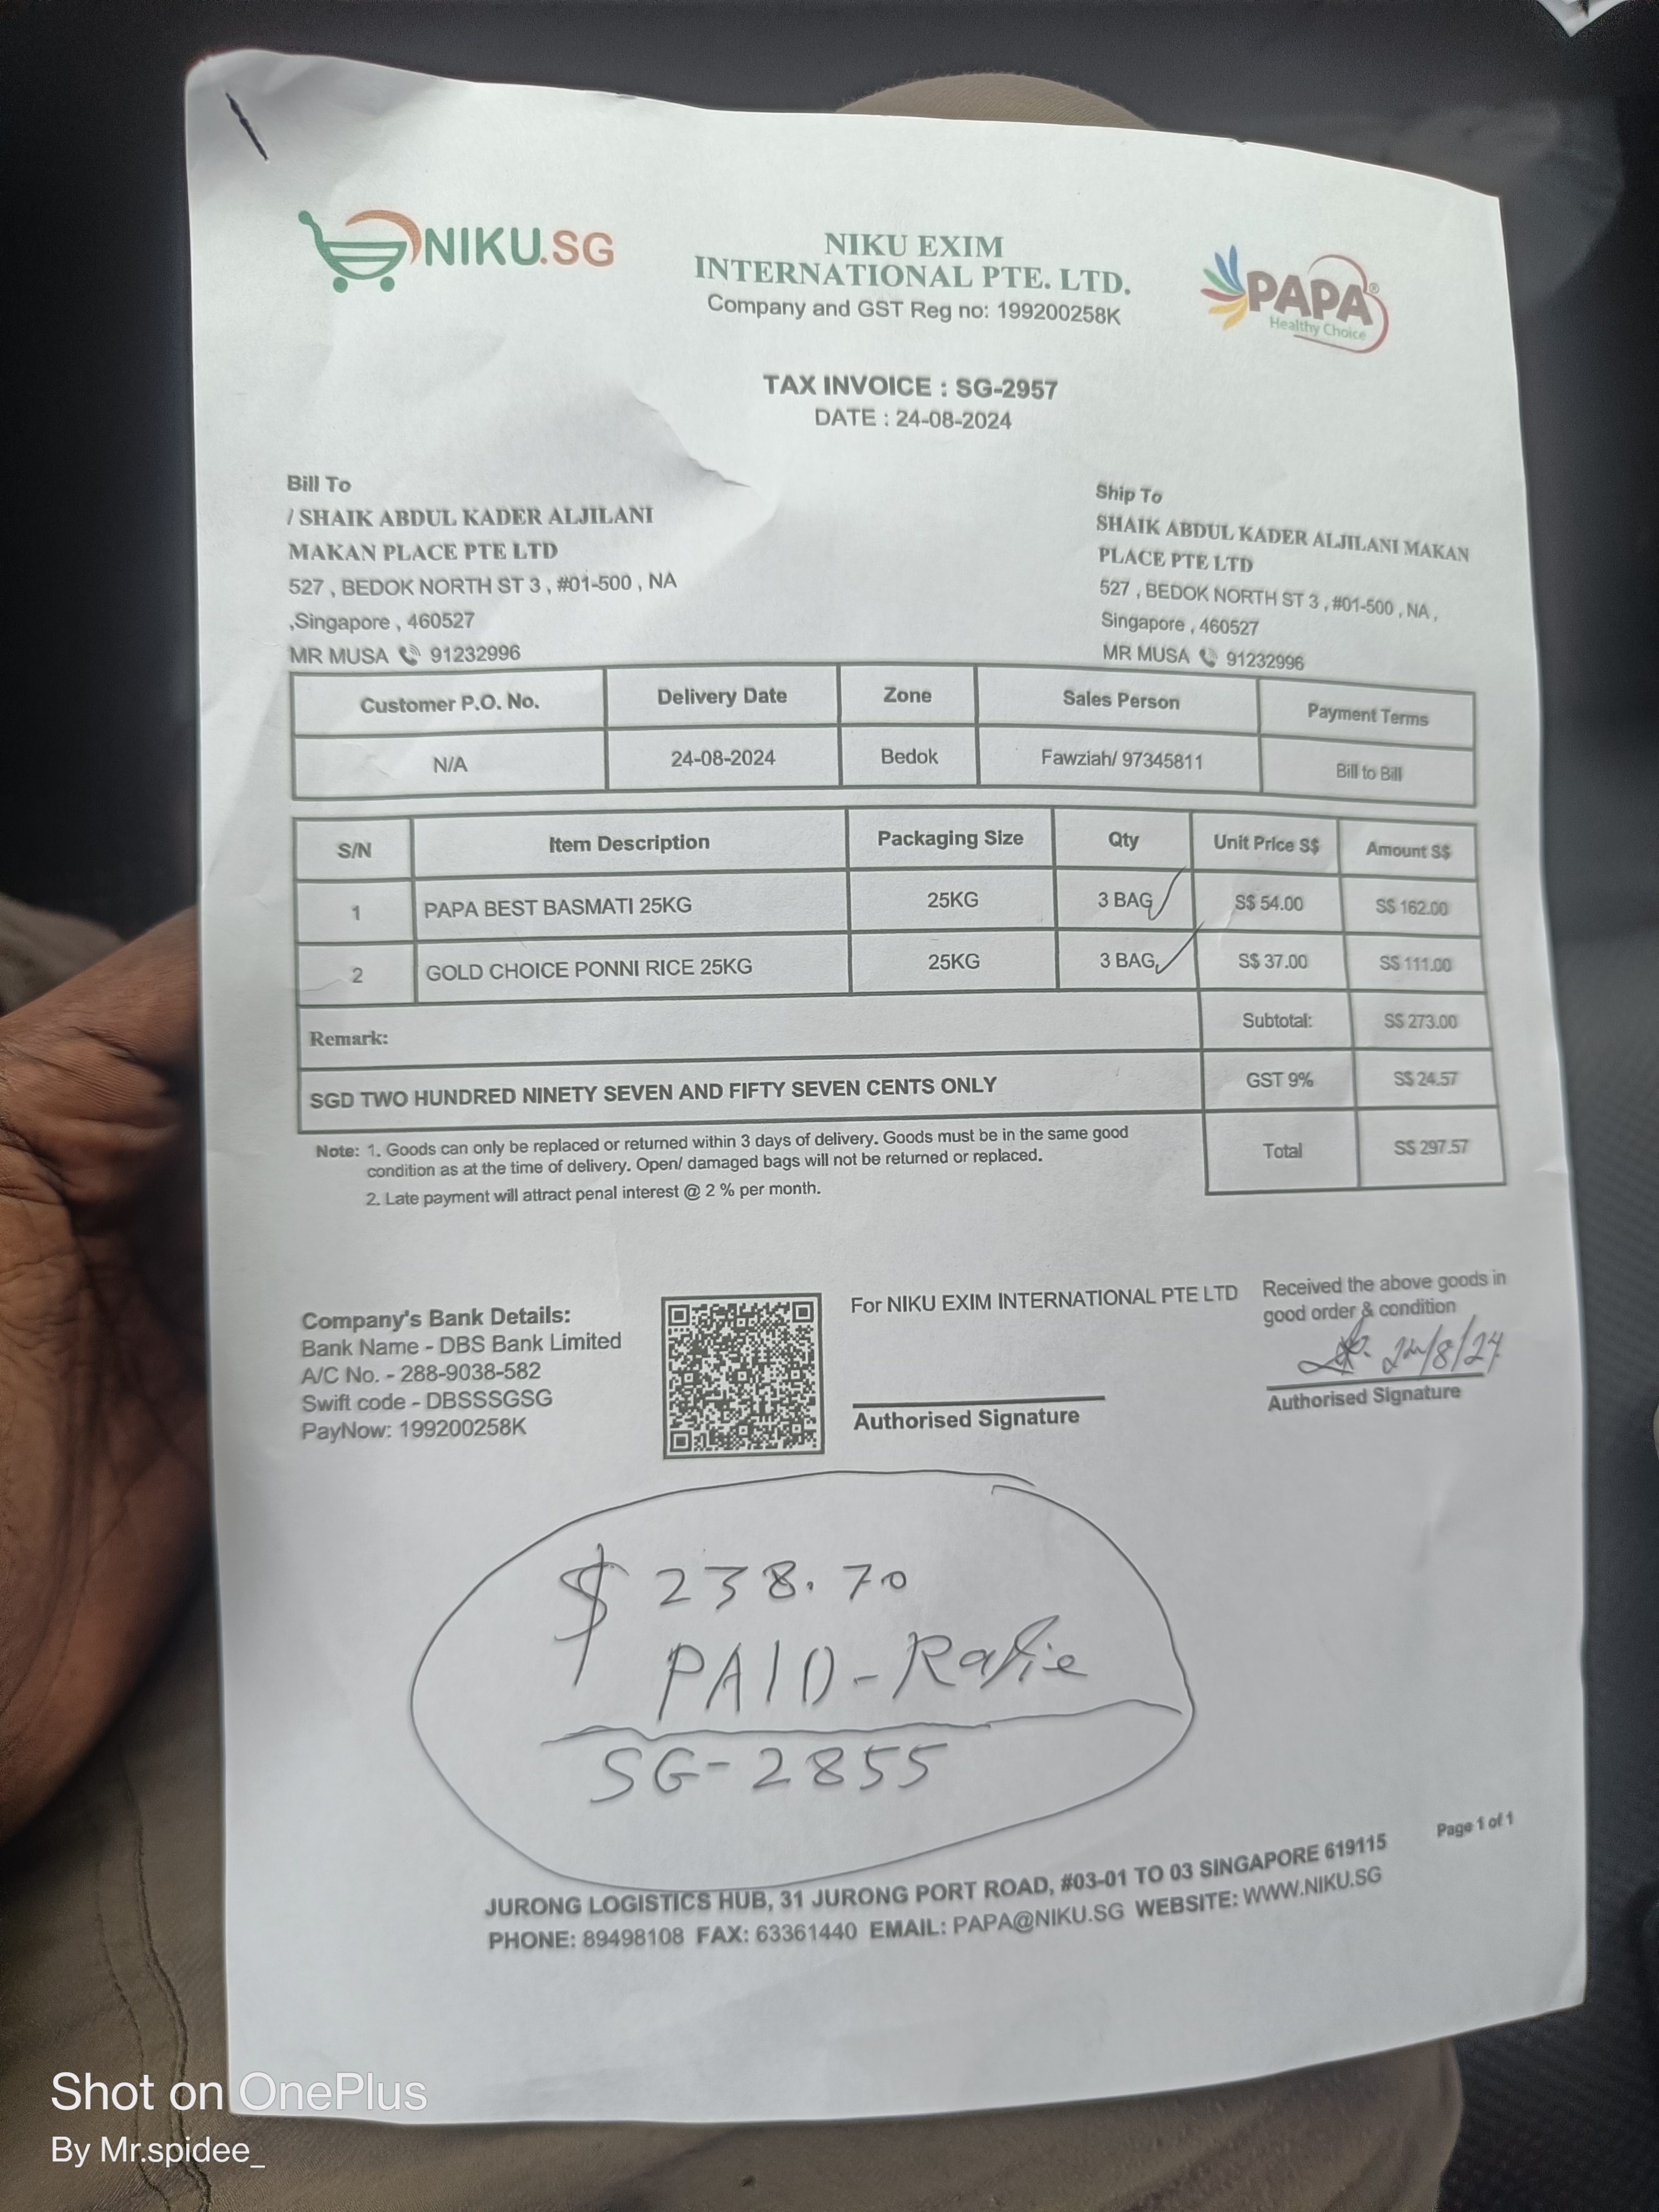 NIKU.SG
NIKU EXIM
INTERNATIONAL PTE. LTD.
Company and GST Reg no: 199200258K
PAPA®
Healthy Choice
TAX INVOICE : SG-2957
DATE : 24-08-2024
Bill To
/ SHAIK ABDUL KADER ALJILANI
MAKAN PLACE PTE LTD
527 , BEDOK NORTH ST 3 , #01-500 , NA
,Singapore , 460527
MR MUSA 91232996
Ship To
SHAIK ABDUL KADER ALJILANI MAKAN
PLACE PTE LTD
527 , BEDOK NORTH ST 3 , #01-500 , NA ,
Singapore , 460527
MR MUSA 91232996
Customer P.O. No. Delivery Date Zone Sales Person Payment Terms
N/A 24-08-2024 Bedok Fawziah/ 97345811 Bill to Bill
S/N Item Description Packaging Size Qty Unit Price S$ Amount S$
1 PAPA BEST BASMATI 25KG 25KG 3 BAG S$ 54.00 S$ 162.00
2 GOLD CHOICE PONNI RICE 25KG 25KG 3 BAG S$ 37.00 S$ 111.00
Remark: Subtotal: S$ 273.00
SGD TWO HUNDRED NINETY SEVEN AND FIFTY SEVEN CENTS ONLY GST 9% S$ 24.57
Total S$ 297.57
Note: 1. Goods can only be replaced or returned within 3 days of delivery. Goods must be in the same good
condition as at the time of delivery. Open/ damaged bags will not be returned or replaced.
2. Late payment will attract penal interest @ 2 % per month.
Company's Bank Details:
Bank Name - DBS Bank Limited
A/C No. - 288-9038-582
Swift code - DBSSSGSG
PayNow: 199200258K
For NIKU EXIM INTERNATIONAL PTE LTD
Authorised Signature
Received the above goods in
good order & condition
24/8/24
Authorised Signature
$ 238.70
PAID - Rafie
SG-2855
Page 1 of 1
JURONG LOGISTICS HUB, 31 JURONG PORT ROAD, #03-01 TO 03 SINGAPORE 619115
PHONE: 89498108 FAX: 63361440 EMAIL: PAPA@NIKU.SG WEBSITE: WWW.NIKU.SG
Shot on OnePlus
By Mr.spidee_